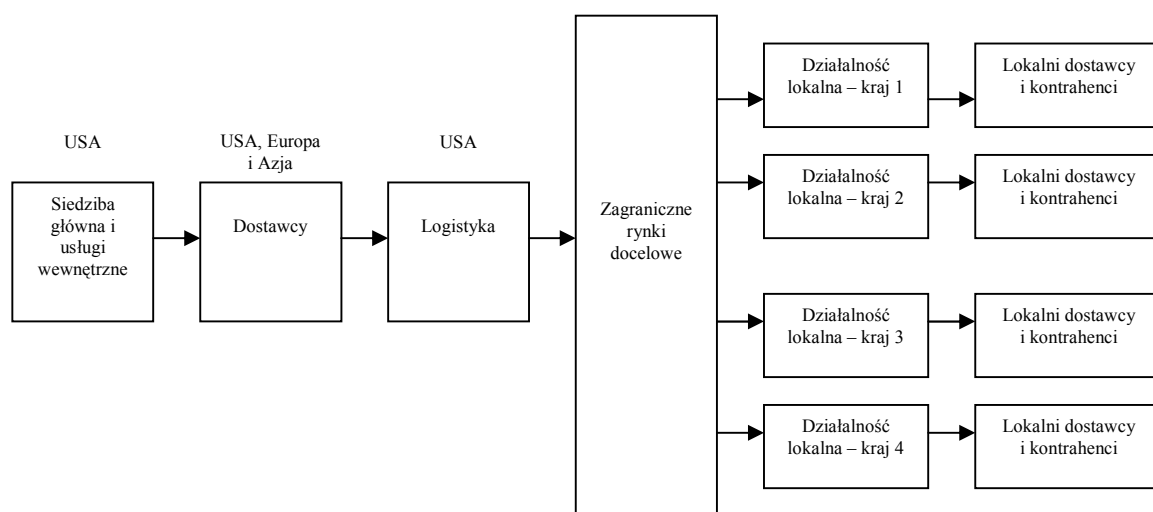 USA
Siedziba
główna i
usługi
wewnętrzne
USA, Europa
i Azja
Dostawcy
USA
Logistyka
Zagraniczne
rynki
docelowe
Działalność
lokalna – kraj 1
Lokalni dostawcy
i kontrahenci
Działalność
lokalna – kraj 2
Lokalni dostawcy
i kontrahenci
Działalność
lokalna – kraj 3
Lokalni dostawcy
i kontrahenci
Działalność
lokalna – kraj 4
Lokalni dostawcy
i kontrahenci